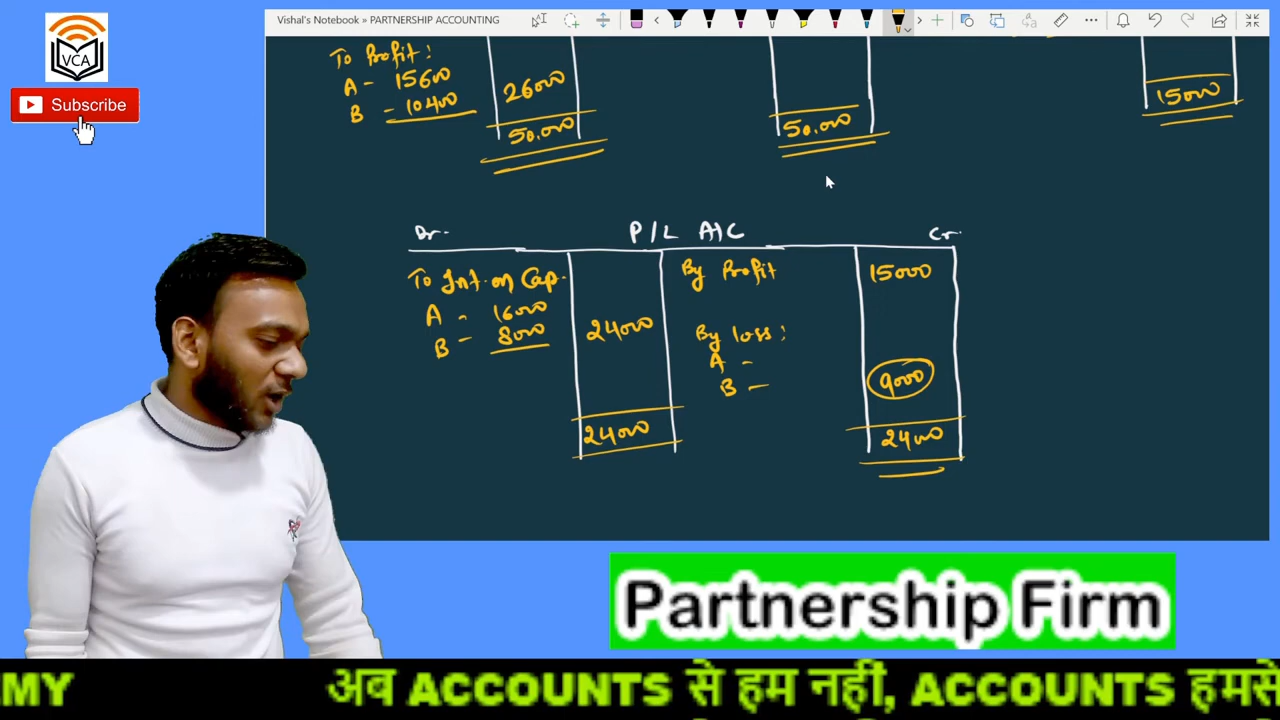 Vishal's Notebook » PARTNERSHIP ACCOUNTING
VCA
Subscribe
To Profit:
A - 15600
B - 10400
26000
50,000
50,000
15000
Dr.
P/L A/C
Cr.
To Int. on Cap.
A - 16000
B - 8000
24000
24000
By Profit
15000
By loss:
A -
B -
9000
24000
Partnership Firm
MY
अब ACCOUNTS से हम नहीं, ACCOUNTS हमसे